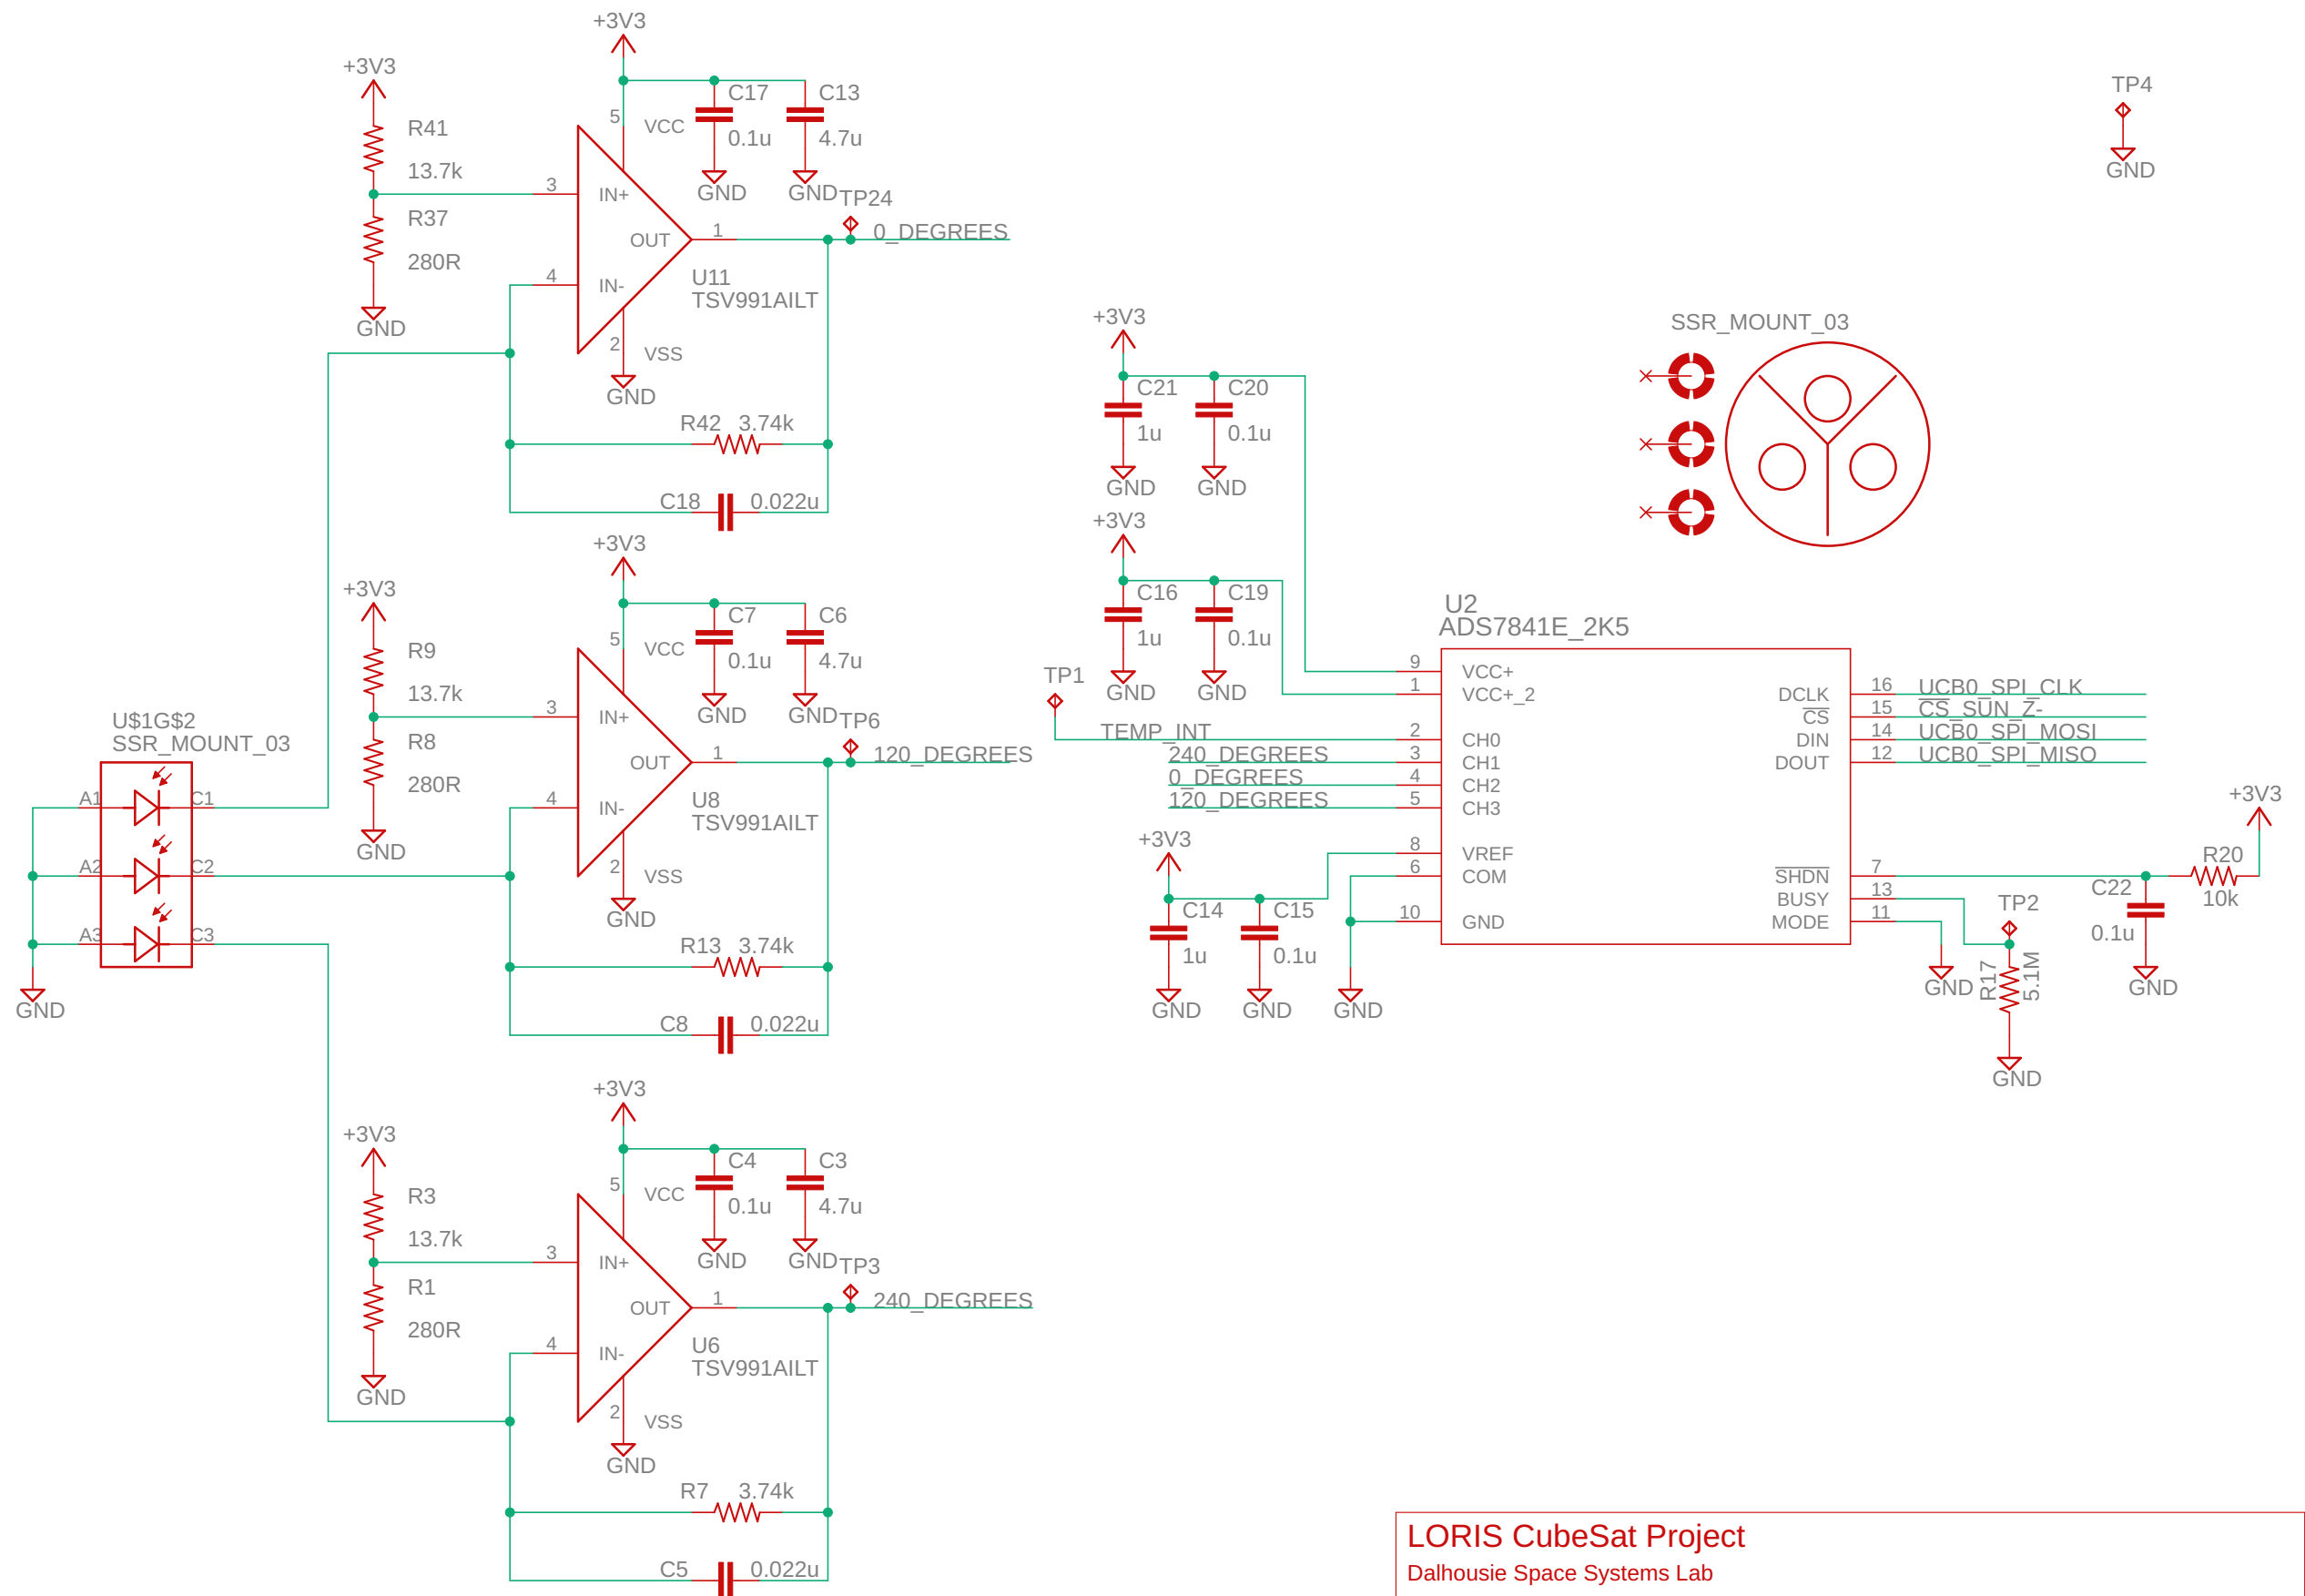 +3V3
+3V3
R41
13.7k
R37
280R
GND
5
VCC
C17
0.1u
GND
C13
4.7u
GND
3
IN+
4
IN-
OUT
1
2
VSS
GND
U11
TSV991AILT
TP24
0_DEGREES
R42 3.74k
C18 0.022u
+3V3
+3V3
R9
13.7k
R8
280R
GND
5
VCC
C7
0.1u
GND
C6
4.7u
GND
3
IN+
4
IN-
OUT
1
2
VSS
GND
U8
TSV991AILT
TP6
120_DEGREES
R13 3.74k
C8 0.022u
U$1G$2
SSR_MOUNT_03
A1 C1
A2 C2
A3 C3
GND
+3V3
+3V3
R3
13.7k
R1
280R
GND
5
VCC
C4
0.1u
GND
C3
4.7u
GND
3
IN+
4
IN-
OUT
1
2
VSS
GND
U6
TSV991AILT
TP3
240_DEGREES
R7 3.74k
C5 0.022u
TP4
GND
SSR_MOUNT_03
+3V3
C21
1u
GND
C20
0.1u
GND
+3V3
C16
1u
GND
C19
0.1u
GND
TP1
TEMP_INT
240_DEGREES
0_DEGREES
120_DEGREES
+3V3
C14
1u
GND
C15
0.1u
GND
GND
U2
ADS7841E_2K5
9 VCC+
1 VCC+_2
2 CH0
3 CH1
4 CH2
5 CH3
8 VREF
6 COM
10 GND
DCLK 16 UCB0_SPI_CLK
CS 15 CS_SUN_Z-
DIN 14 UCB0_SPI_MOSI
DOUT 12 UCB0_SPI_MISO
SHDN 7
BUSY 13
MODE 11
GND
TP2
R17
5.1M
GND
C22
0.1u
GND
R20
10k
+3V3
LORIS CubeSat Project
Dalhousie Space Systems Lab